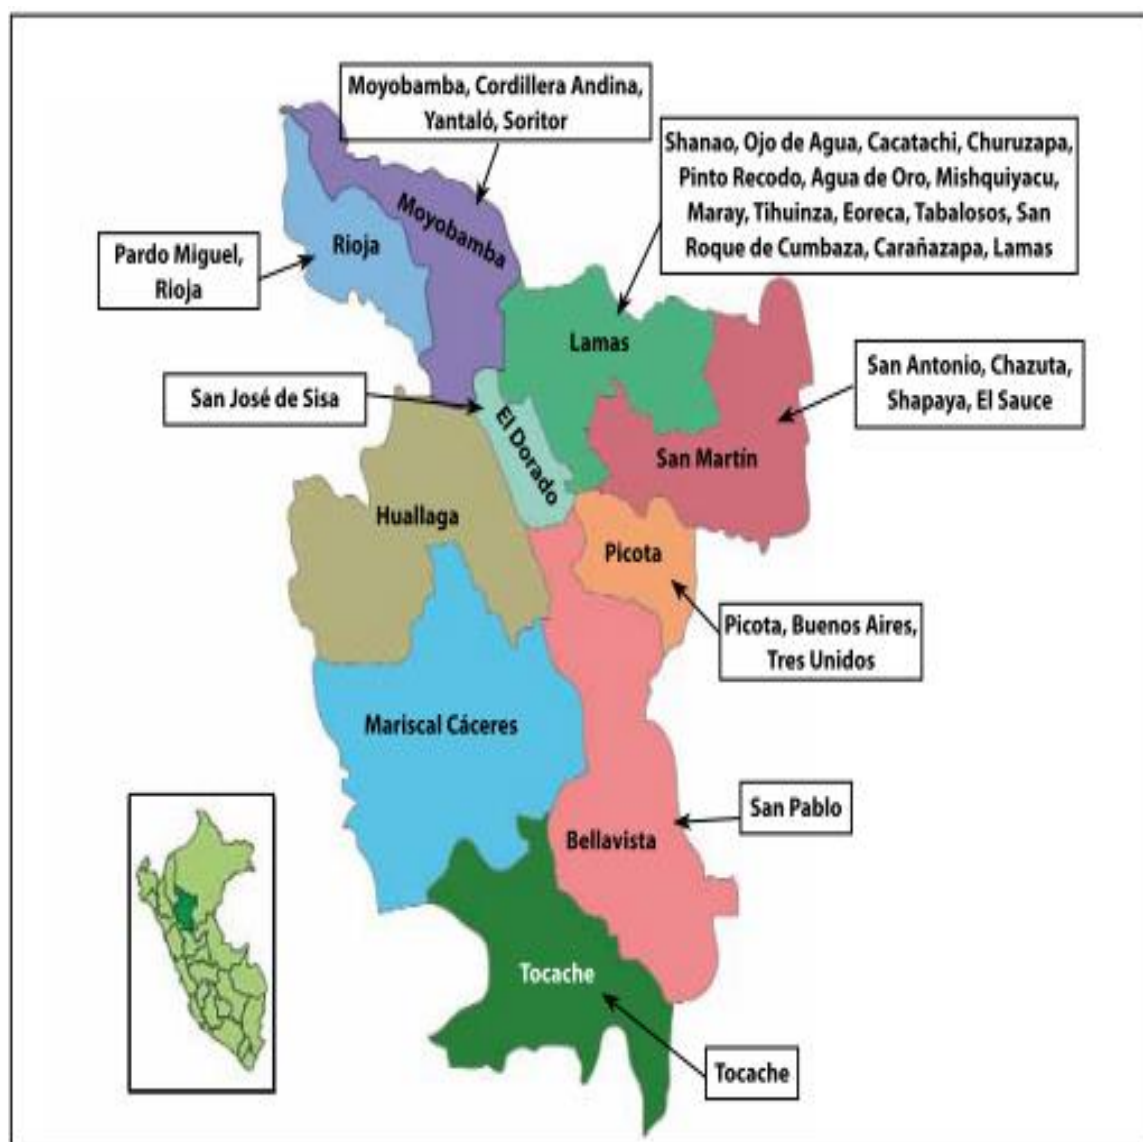 Moyobamba, Cordillera Andina,
Yantaló, Soritor
Shanao, Ojo de Agua, Cacatachi, Churuzapa,
Pinto Recodo, Agua de Oro, Mishquiyacu,
Maray, Tihuinza, Eoreca, Tabalosos, San
Roque de Cumbaza, Carañazapa, Lamas
Moyobamba
Rioja
Pardo Miguel,
Rioja
Lamas
San Antonio, Chazuta,
Shapaya, El Sauce
San José de Sisa
El Dorado
San Martín
Huallaga
Picota
Picota, Buenos Aires,
Tres Unidos
Mariscal Cáceres
San Pablo
Bellavista
Tocache
Tocache